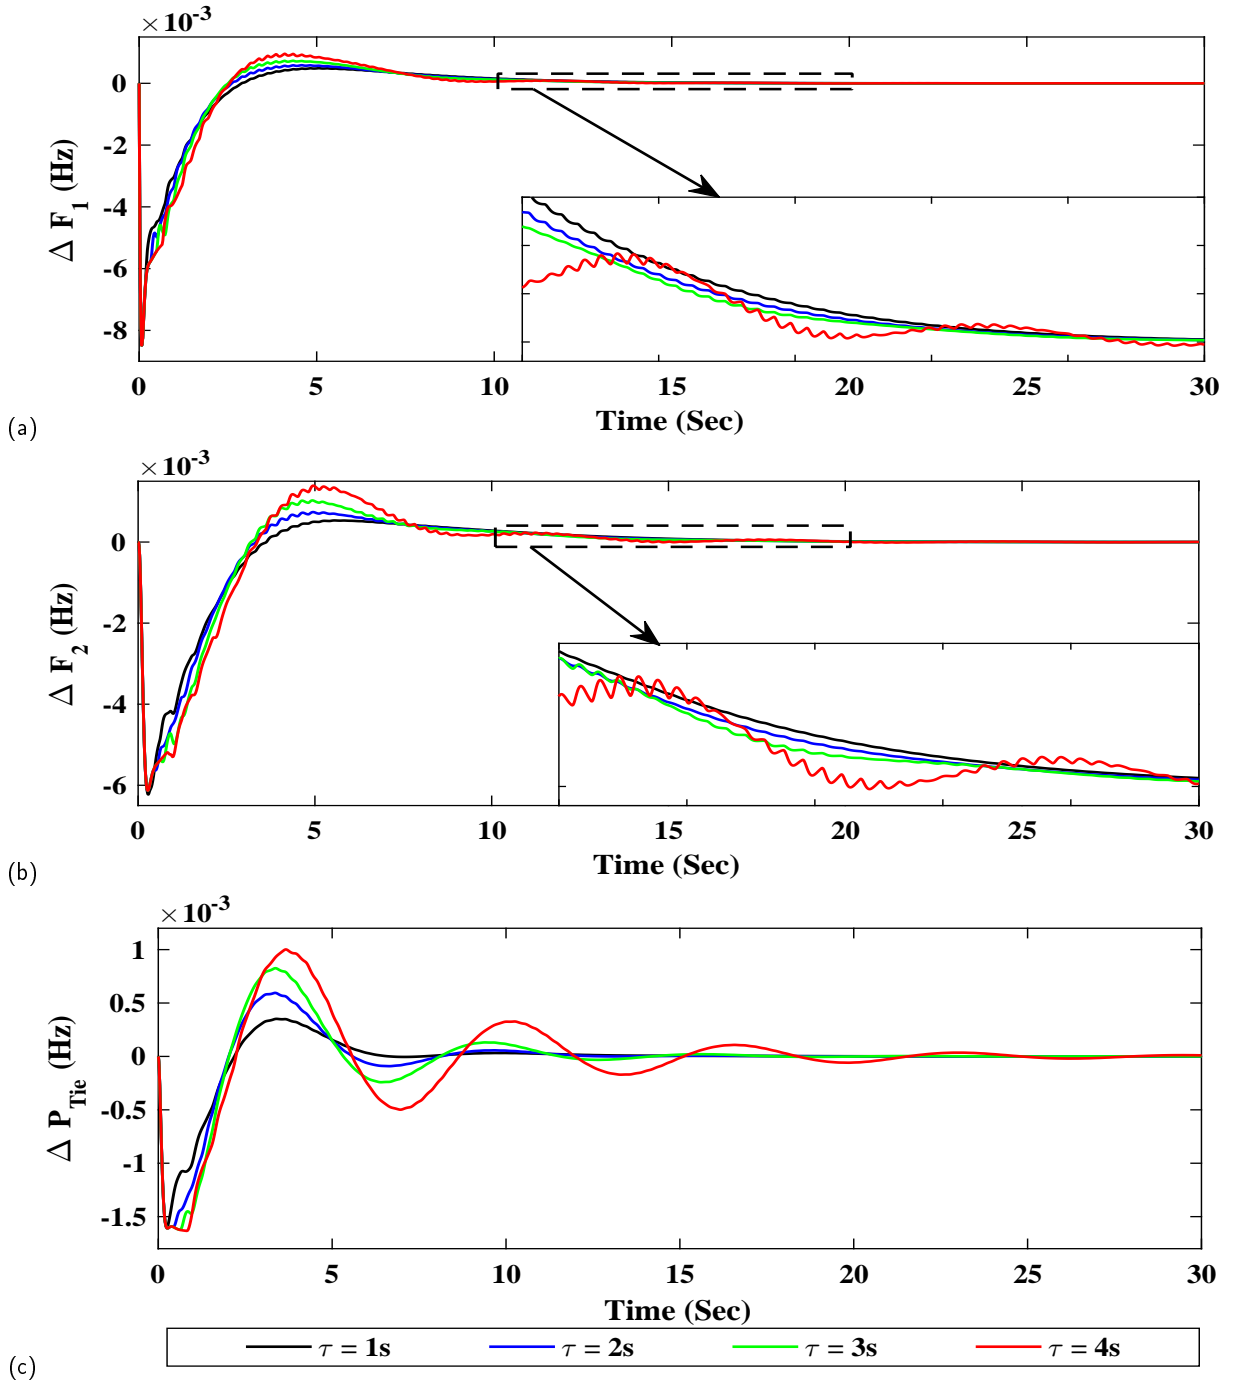 ×10-3
0
-2
-4
-6
-8
Δ F1 (Hz)
0 5 10 15 20 25 30
Time (Sec)
(a)
×10-3
0
-2
-4
-6
Δ F2 (Hz)
0 5 10 15 20 25 30
Time (Sec)
(b)
×10-3
1
0.5
0
-0.5
-1
-1.5
Δ PTie (Hz)
0 5 10 15 20 25 30
Time (Sec)
τ = 1s τ = 2s τ = 3s τ = 4s
(c)